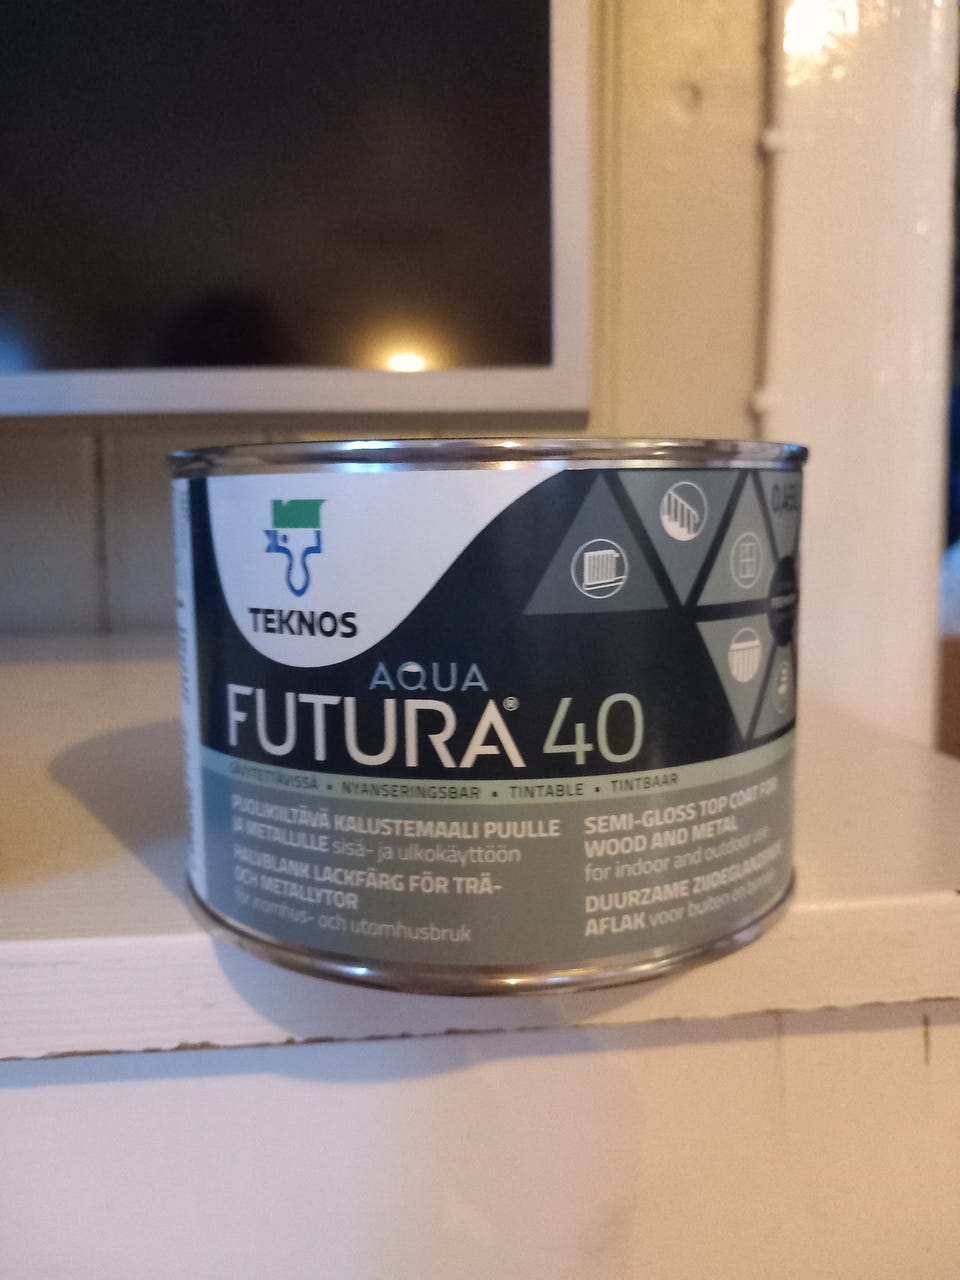 TEKNOS
AQUA
FUTURA® 40
SÄVYTETTÄVISSÄ • NYANSERINGSBAR • TINTABLE • TINTBAAR
PUOLIKIILTÄVÄ KALUSTEMAALI PUULLE
JA METALLILLE sisä- ja ulkokäyttöön
HALVBLANK LACKFÄRG FÖR TRÄ-
OCH METALLYTOR
för inomhus- och utomhusbruk
SEMI-GLOSS TOP COAT FOR
WOOD AND METAL
for indoor and outdoor use
DUURZAME ZIJDEGLANZENDE
AFLAK voor buiten en binnen